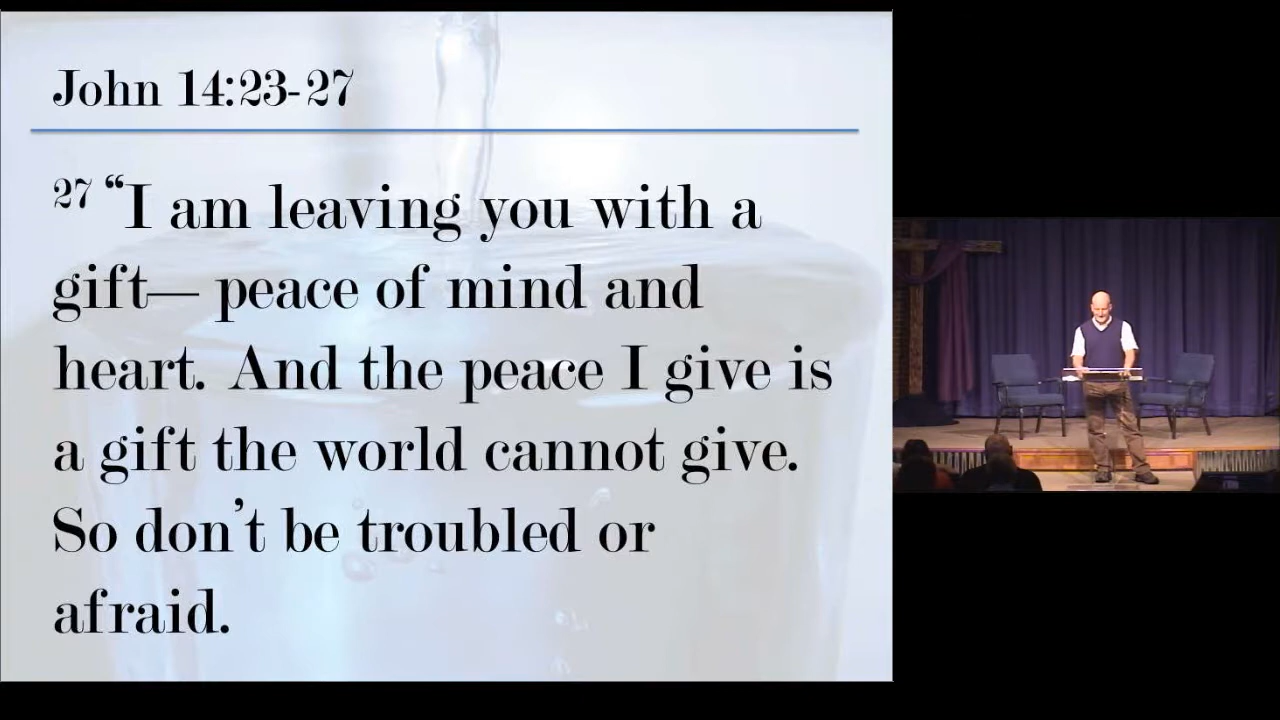 John 14:23-27
27 “I am leaving you with a
gift— peace of mind and
heart. And the peace I give is
a gift the world cannot give.
So don’t be troubled or
afraid.